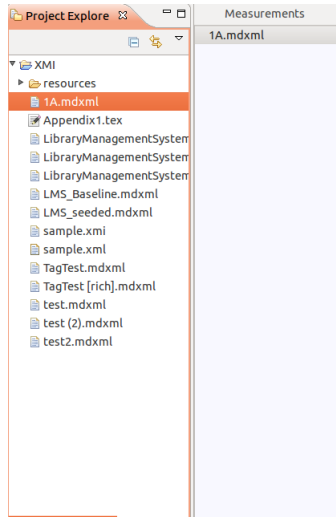 Project Explore
Measurements
1A.mdxml
XMI
resources
1A.mdxml
Appendix1.tex
LibraryManagementSystem
LibraryManagementSystem
LibraryManagementSystem
LMS_Baseline.mdxml
LMS_seeded.mdxml
sample.xmi
sample.xml
TagTest.mdxml
TagTest [rich].mdxml
test.mdxml
test (2).mdxml
test2.mdxml